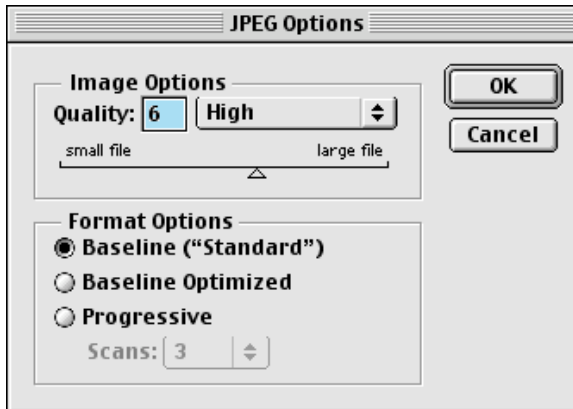 JPEG Options
Image Options
Quality: 6 High
small file large file
OK
Cancel
Format Options
Baseline (“Standard”)
Baseline Optimized
Progressive
Scans: 3